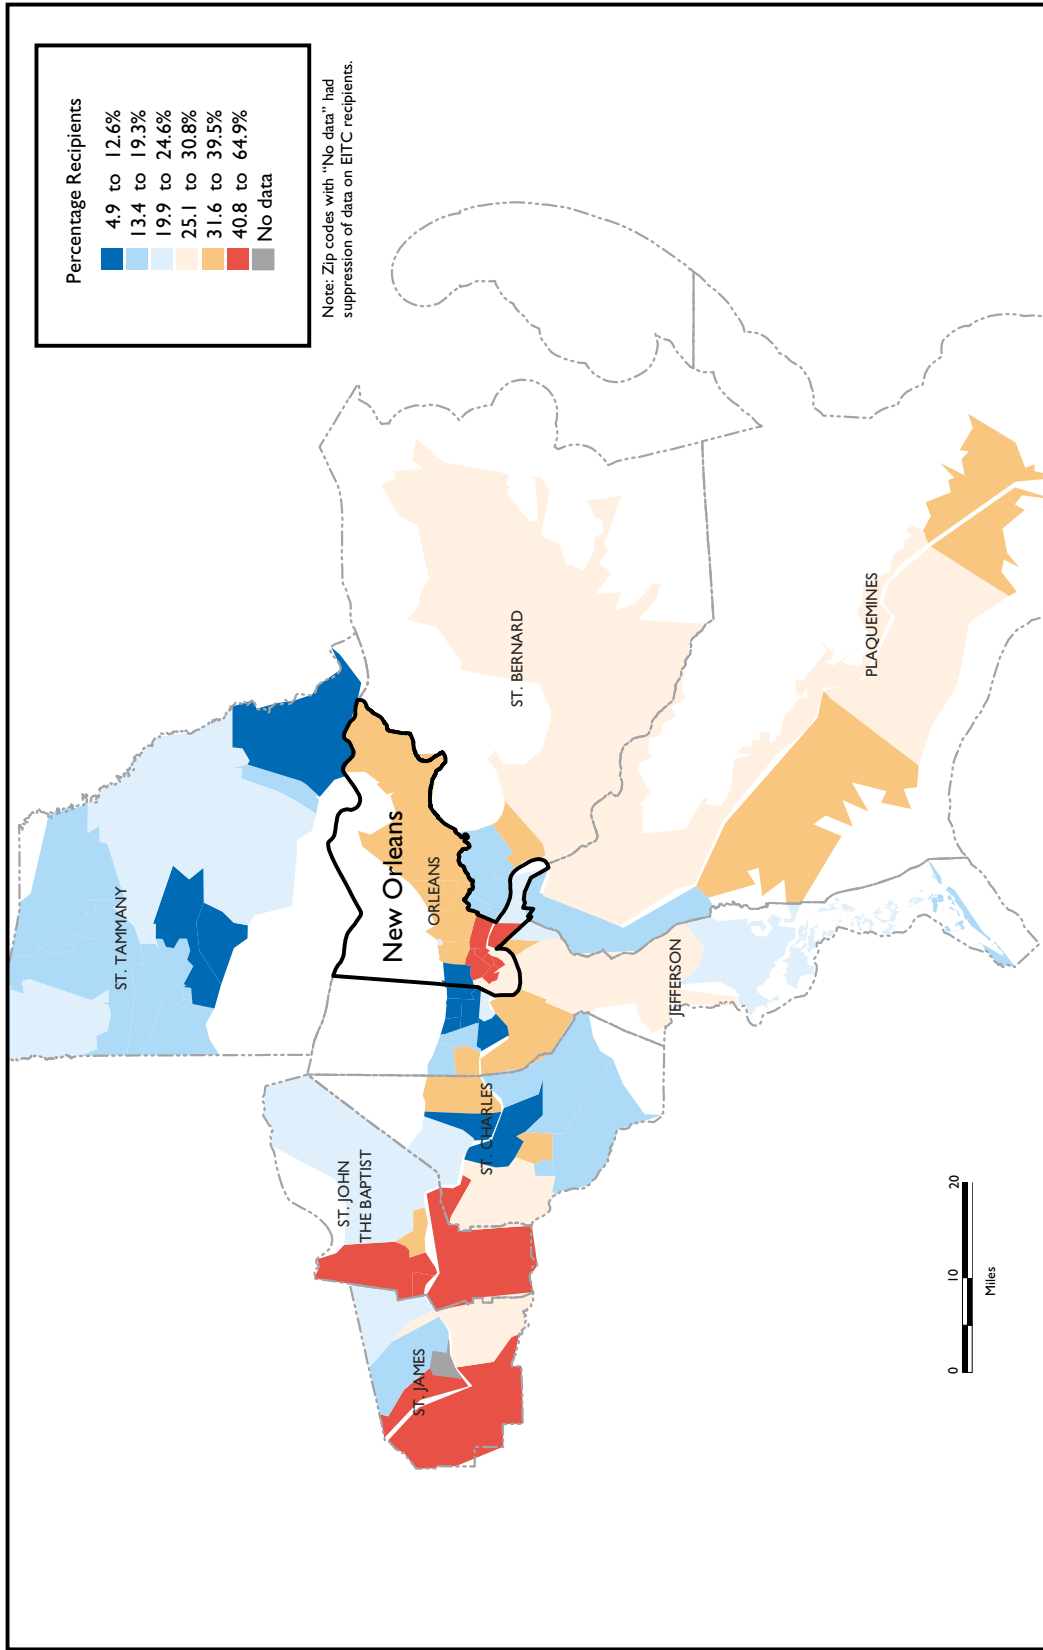 Percentage Recipients
4.9 to 12.6%
13.4 to 19.3%
19.9 to 24.6%
25.1 to 30.8%
31.6 to 39.5%
40.8 to 64.9%
No data
Note: Zip codes with “No data” had
suppression of data on EITC recipients.
ST. TAMMANY
New Orleans
ORLEANS
ST. BERNARD
ST. JOHN
THE BAPTIST
ST. CHARLES
ST. JAMES
JEFFERSON
PLAQUEMINES
0 10 20
Miles